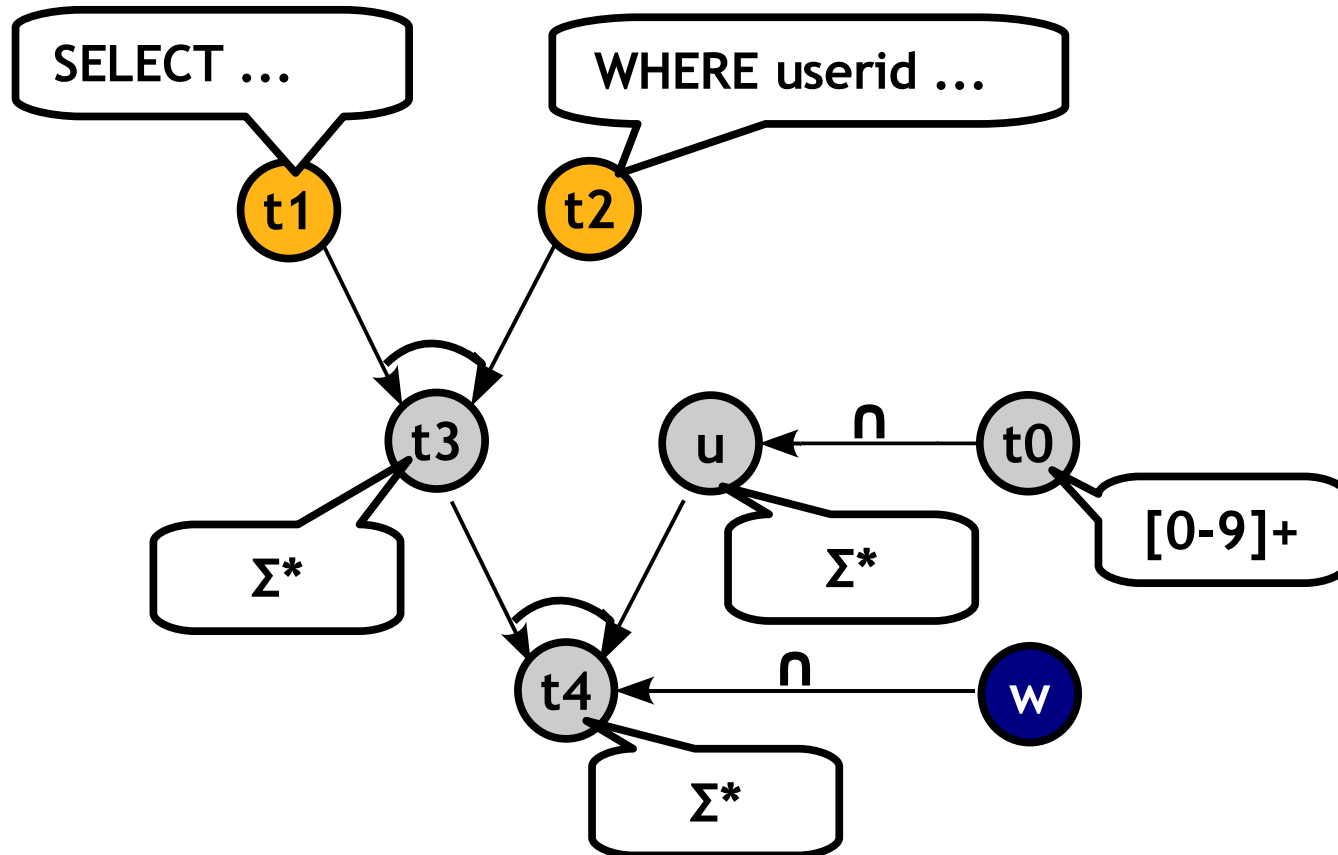 SELECT ...
WHERE userid ...
t1
t2
t3
u
∩
t0
[0-9]+
Σ*
Σ*
t4
∩
w
Σ*